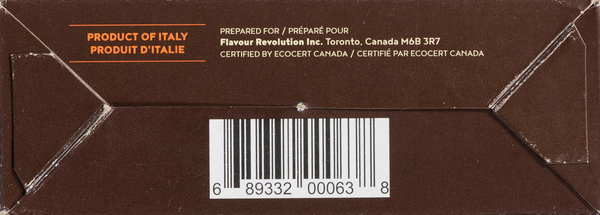 PRODUCT OF ITALY
PRODUIT D'ITALIE
PREPARED FOR / PRÉPARÉ POUR
Flavour Revolution Inc. Toronto, Canada M6B 3R7
CERTIFIED BY ECOCERT CANADA / CERTIFIÉ PAR ECOCERT CANADA
6 89332 00063 8